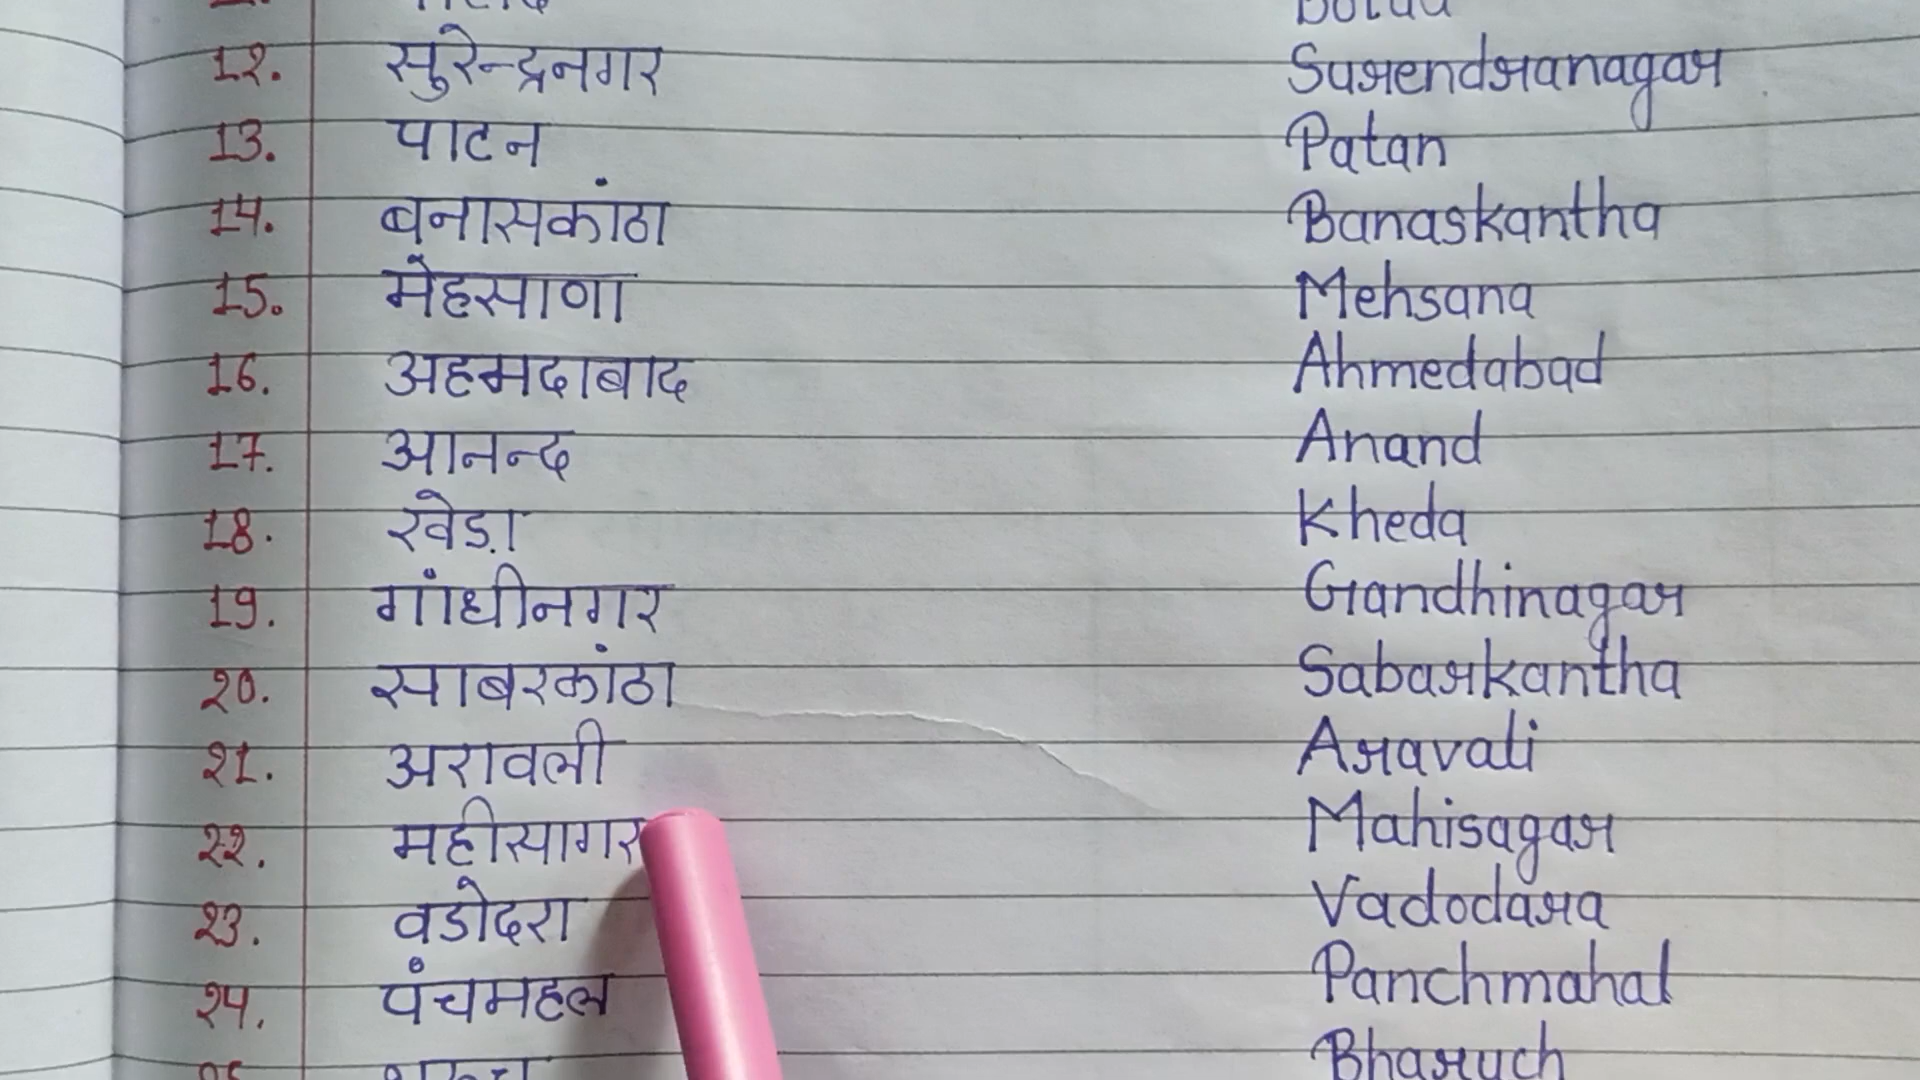 12. सुरेन्द्रनगर Surendranagar
13. पाटन Patan
14. बनासकांठा Banaskantha
15. मेहसाणा Mehsana
16. अहमदाबाद Ahmedabad
17. आनन्द Anand
18. खेड़ा Kheda
19. गांधीनगर Gandhinagar
20. साबरकांठा Sabarkantha
21. अरावली Aravali
22. महीसागर Mahisagar
23. वडोदरा Vadodara
24. पंचमहल Panchmahal
Bharuch